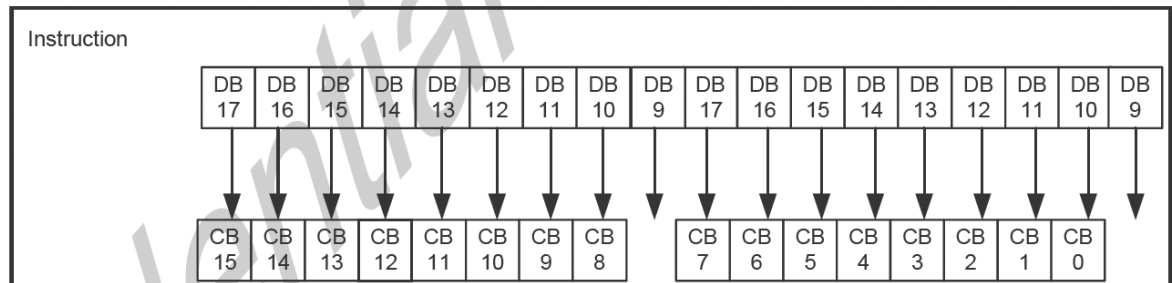 Instruction
DB DB DB DB DB DB DB DB DB DB DB DB DB DB DB DB DB DB
17 16 15 14 13 12 11 10 9 17 16 15 14 13 12 11 10 9
CB CB CB CB CB CB CB CB CB CB CB CB CB CB CB CB
15 14 13 12 11 10 9 8 7 6 5 4 3 2 1 0